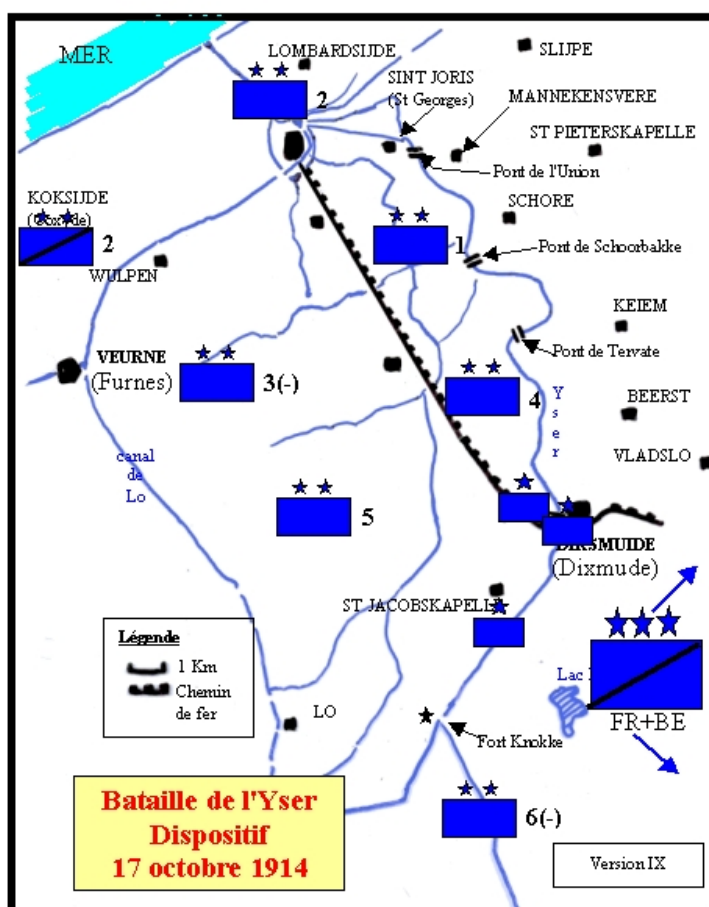 MER
LOMBARDSIJDE
SLIJPE
SINT JORIS
(St Georges)
MANNEKENSVERE
2
ST PIETERSKAPELLE
Pont de l'Union
KOKSIJDE
2
SCHORE
1
Pont de Schoorbakke
WULPEN
KEIEM
VEURNE
(Furnes)
3(-)
Pont de Tervate
4
Yser
BEERST
canal
de
Lo
VLADSLO
5
DIKSMUIDE
(Dixmude)
ST JACOBSKAPELLE
Légende
1 Km
Chemin
de fer
Lac
LO
Fort Knokke
FR+BE
Bataille de l'Yser
Dispositif
17 octobre 1914
6(-)
Version IX